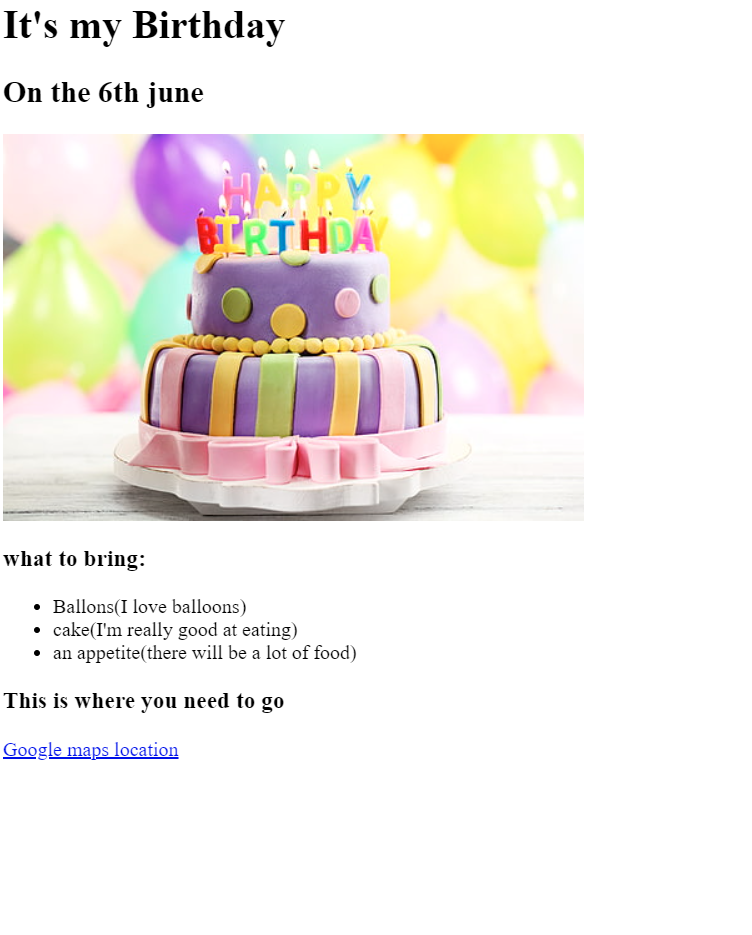 It's my Birthday
On the 6th june
HAPPY
BIRTHDAY
what to bring:
Ballons(I love balloons)
cake(I'm really good at eating)
an appetite(there will be a lot of food)
This is where you need to go
Google maps location